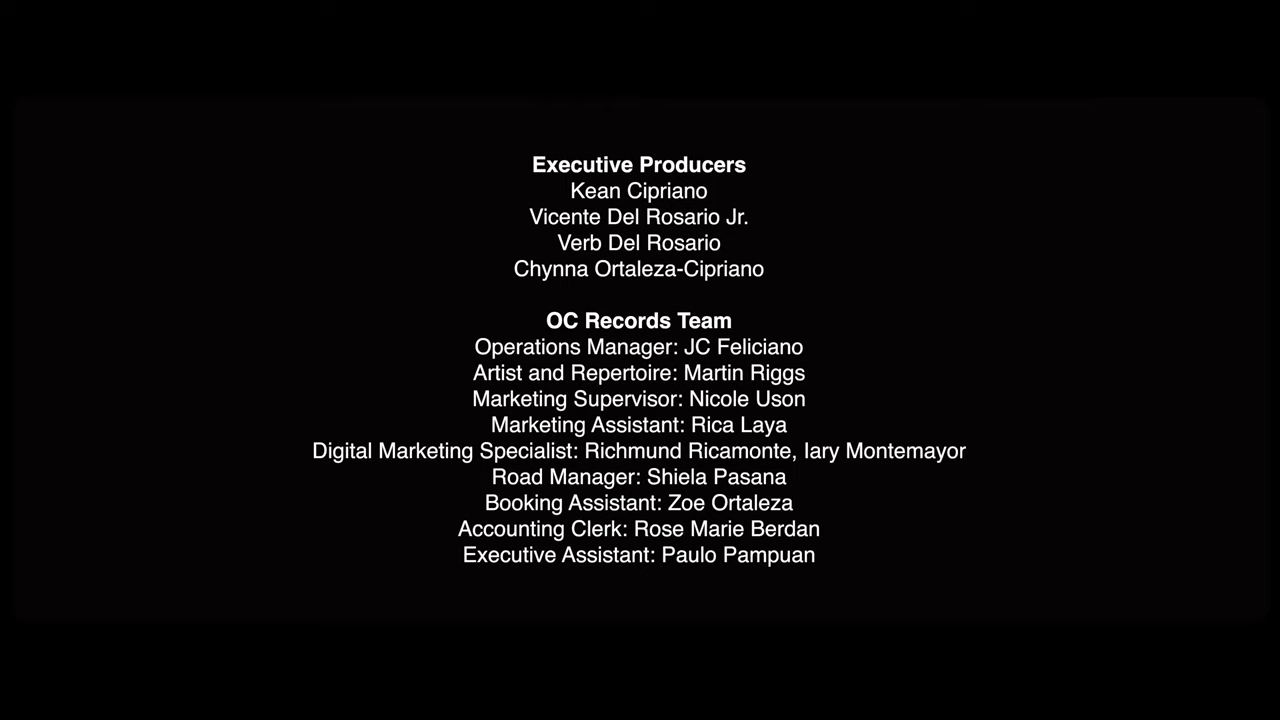 Executive Producers
Kean Cipriano
Vicente Del Rosario Jr.
Verb Del Rosario
Chynna Ortaleza-Cipriano
OC Records Team
Operations Manager: JC Feliciano
Artist and Repertoire: Martin Riggs
Marketing Supervisor: Nicole Uson
Marketing Assistant: Rica Laya
Digital Marketing Specialist: Richmund Ricamonte, Iary Montemayor
Road Manager: Shiela Pasana
Booking Assistant: Zoe Ortaleza
Accounting Clerk: Rose Marie Berdan
Executive Assistant: Paulo Pampuan